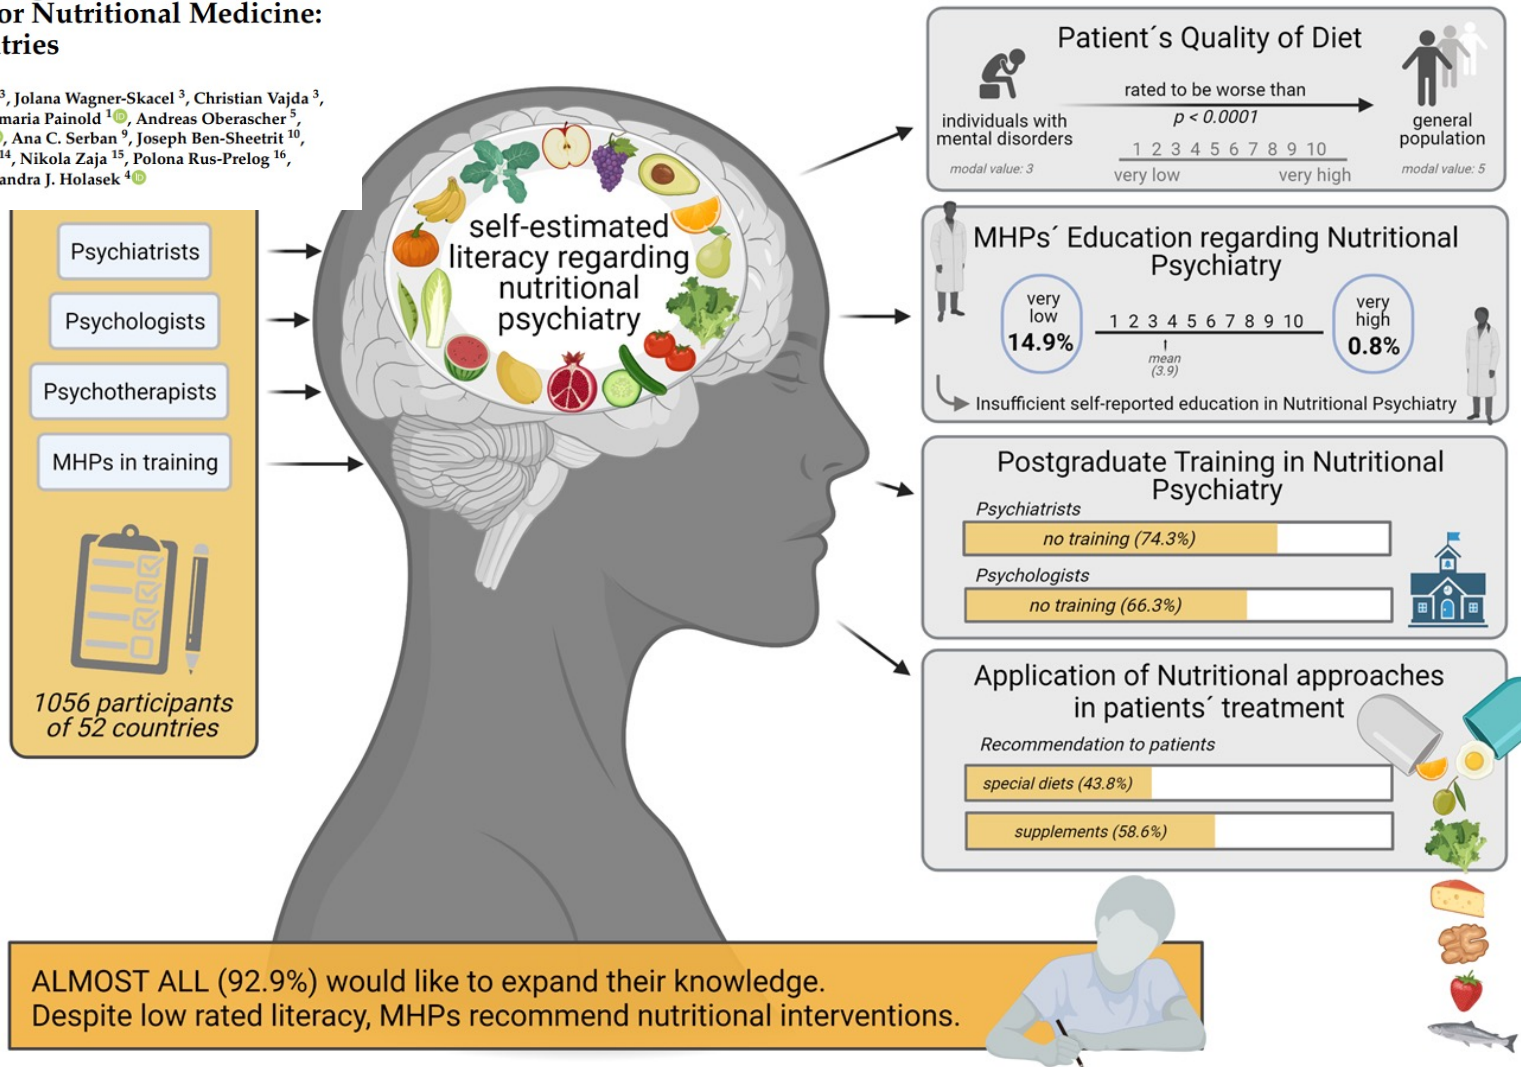 or Nutritional Medicine:
tries
3, Jolana Wagner-Skacel 3, Christian Vajda 3,
maria Painold 1, Andreas Oberascher 5,
, Ana C. Serban 9, Joseph Ben-Sheetrit 10,
14, Nikola Zaja 15, Polona Rus-Prelog 16,
andra J. Holasek 4
Psychiatrists
Psychologists
Psychotherapists
MHPs in training
1056 participants
of 52 countries
self-estimated
literacy regarding
nutritional
psychiatry
Patient´s Quality of Diet
individuals with
mental disorders
modal value: 3
rated to be worse than
p < 0.0001
1 2 3 4 5 6 7 8 9 10
very low very high
general
population
modal value: 5
MHPs´ Education regarding Nutritional
Psychiatry
very
low
14.9%
1 2 3 4 5 6 7 8 9 10
mean
(3.9)
very
high
0.8%
Insufficient self-reported education in Nutritional Psychiatry
Postgraduate Training in Nutritional
Psychiatry
Psychiatrists
no training (74.3%)
Psychologists
no training (66.3%)
Application of Nutritional approaches
in patients´ treatment
Recommendation to patients
special diets (43.8%)
supplements (58.6%)
ALMOST ALL (92.9%) would like to expand their knowledge.
Despite low rated literacy, MHPs recommend nutritional interventions.